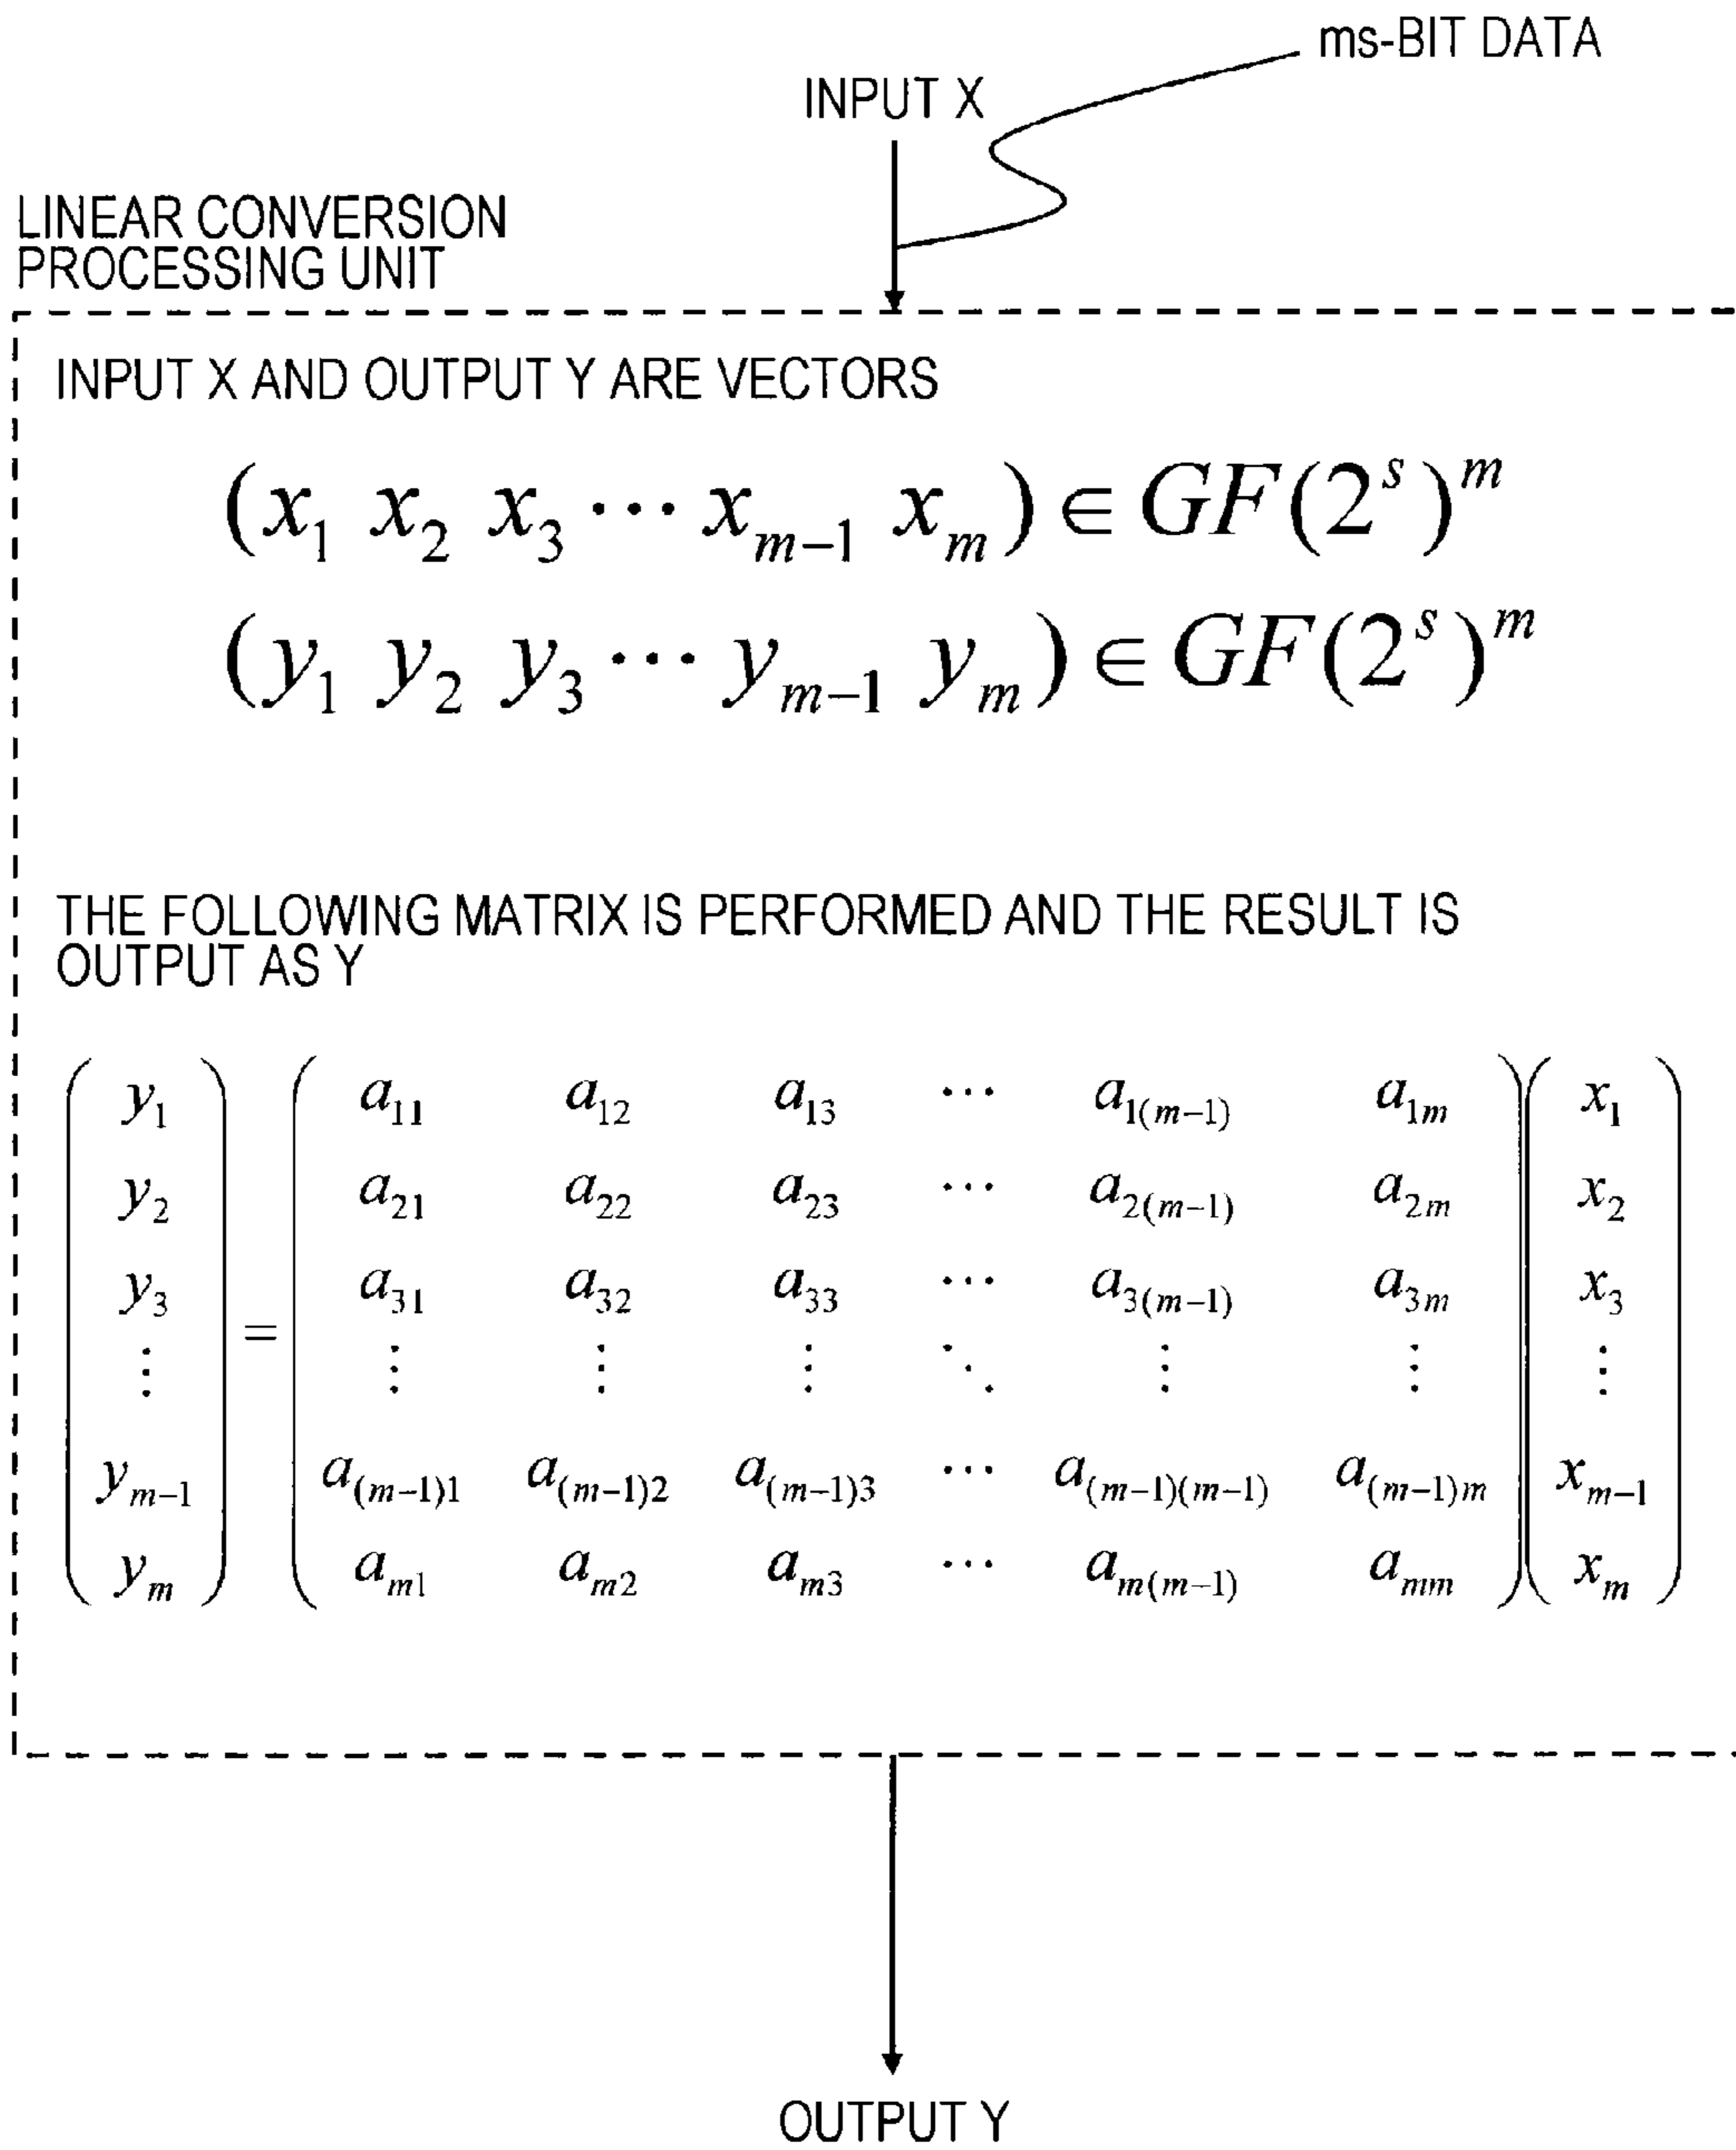 ms-BIT DATA
INPUT X
LINEAR CONVERSION
PROCESSING UNIT
INPUT X AND OUTPUT Y ARE VECTORS
(x₁ x₂ x₃ ⋯ xₘ₋₁ xₘ) ∈ GF(2ˢ)ᵐ
(y₁ y₂ y₃ ⋯ yₘ₋₁ yₘ) ∈ GF(2ˢ)ᵐ
THE FOLLOWING MATRIX IS PERFORMED AND THE RESULT IS
OUTPUT AS Y
y₁ a₁₁ a₁₂ a₁₃ ⋯ a₁₍ₘ₋₁₎ a₁ₘ x₁
y₂ a₂₁ a₂₂ a₂₃ ⋯ a₂₍ₘ₋₁₎ a₂ₘ x₂
y₃ a₃₁ a₃₂ a₃₃ ⋯ a₃₍ₘ₋₁₎ a₃ₘ x₃
⋮ = ⋮ ⋮ ⋮ ⋱ ⋮ ⋮ ⋮
yₘ₋₁ a₍ₘ₋₁₎₁ a₍ₘ₋₁₎₂ a₍ₘ₋₁₎₃ ⋯ a₍ₘ₋₁₎₍ₘ₋₁₎ a₍ₘ₋₁₎ₘ xₘ₋₁
yₘ aₘ₁ aₘ₂ aₘ₃ ⋯ aₘ₍ₘ₋₁₎ aₘₘ xₘ
OUTPUT Y